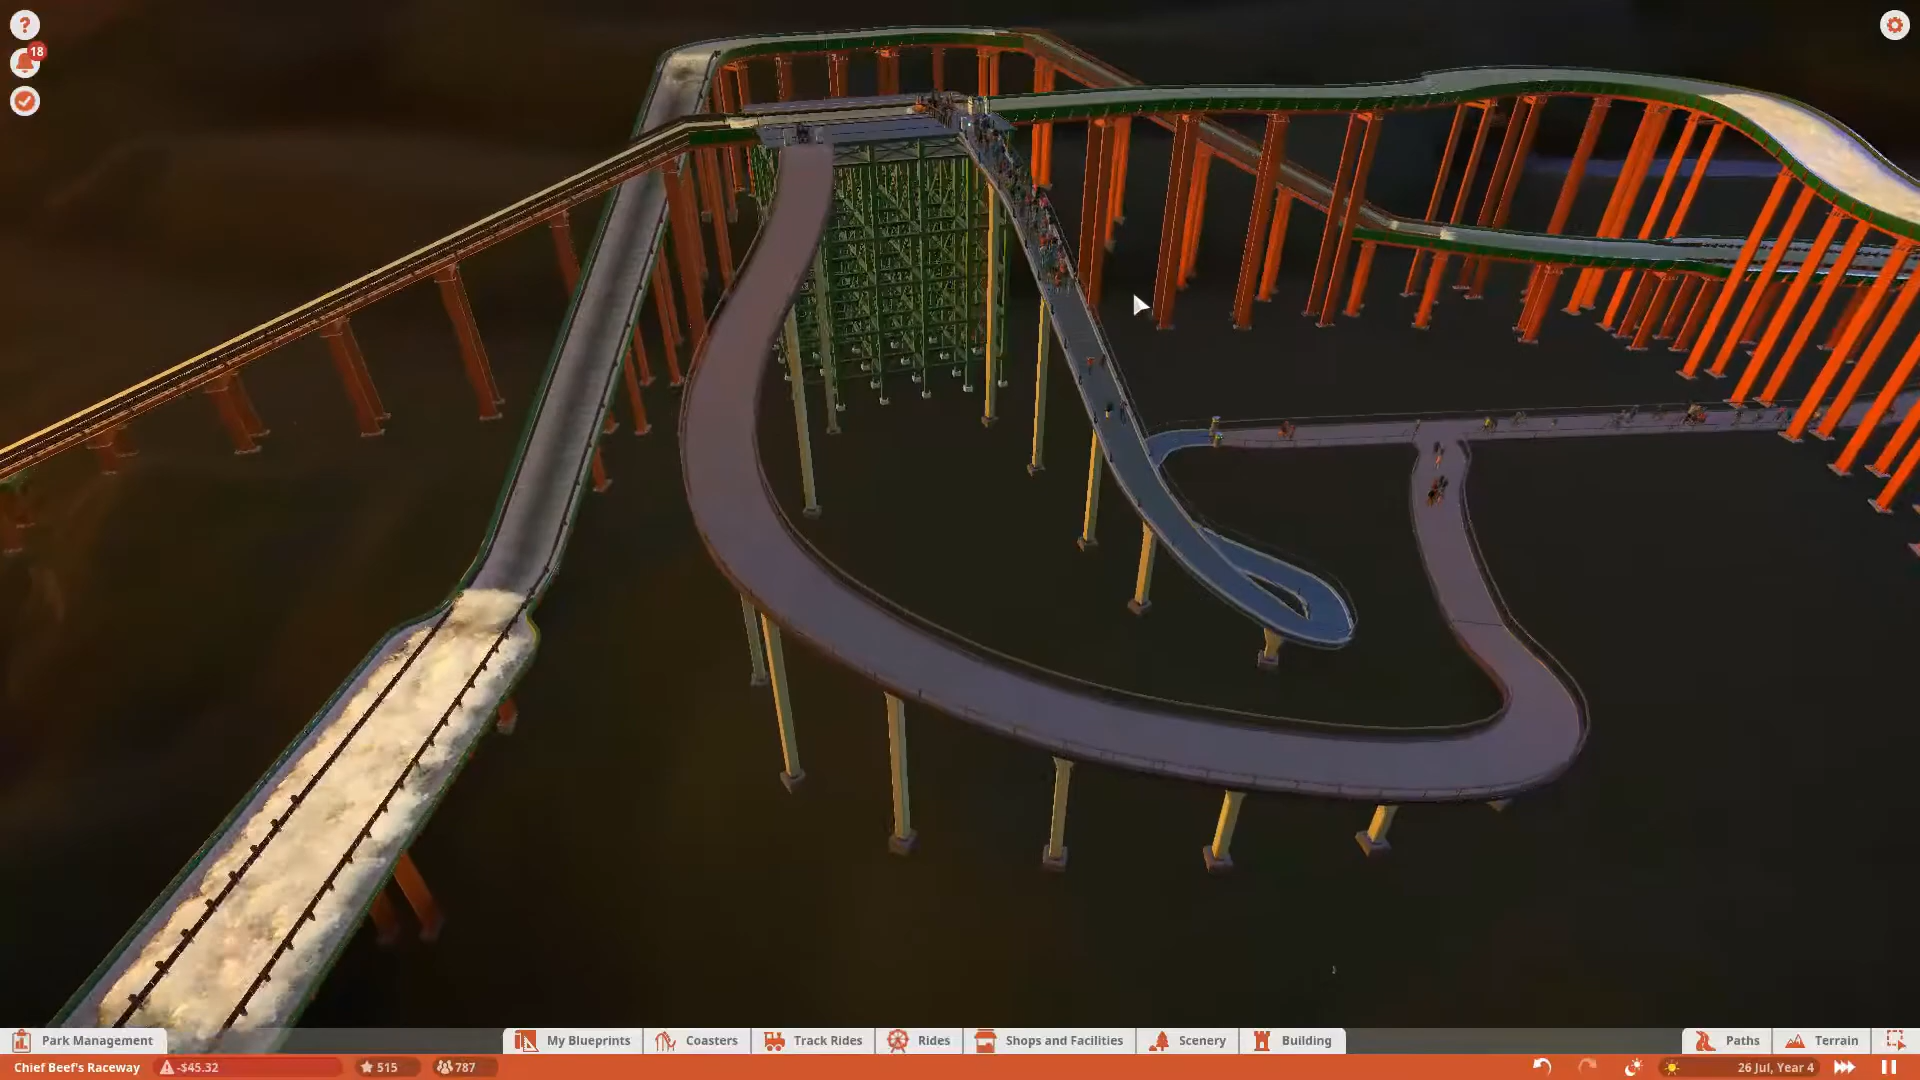 ?
18
Park Management
My Blueprints
Coasters
Track Rides
Rides
Shops and Facilities
Scenery
Building
Paths
Terrain
Chief Beef's Raceway
-$45.32
515
787
26 Jul, Year 4